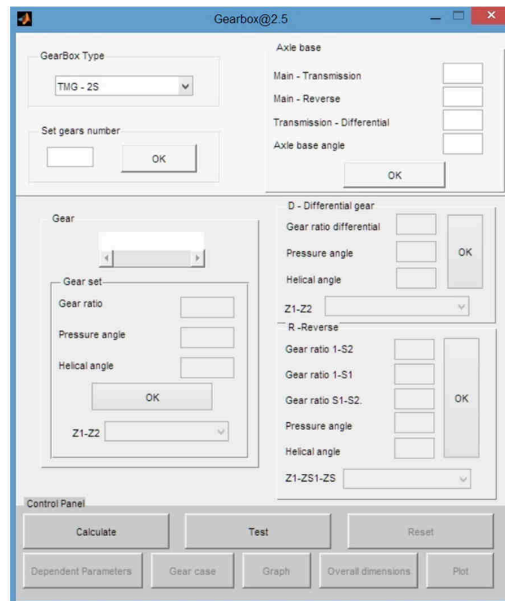 Gearbox@2.5
GearBox Type
TMG - 2S
Set gears number
OK
Axle base
Main - Transmission
Main - Reverse
Transmission - Differential
Axle base angle
OK
Gear
Gear set
Gear ratio
Pressure angle
Helical angle
OK
Z1-Z2
D - Differential gear
Gear ratio differential
Pressure angle
Helical angle
OK
Z1-Z2
R -Reverse
Gear ratio 1-S2
Gear ratio 1-S1
Gear ratio S1-S2.
Pressure angle
Helical angle
OK
Z1-ZS1-ZS
Control Panel
Calculate
Test
Reset
Dependent Parameters
Gear case
Graph
Overall dimensions
Plot